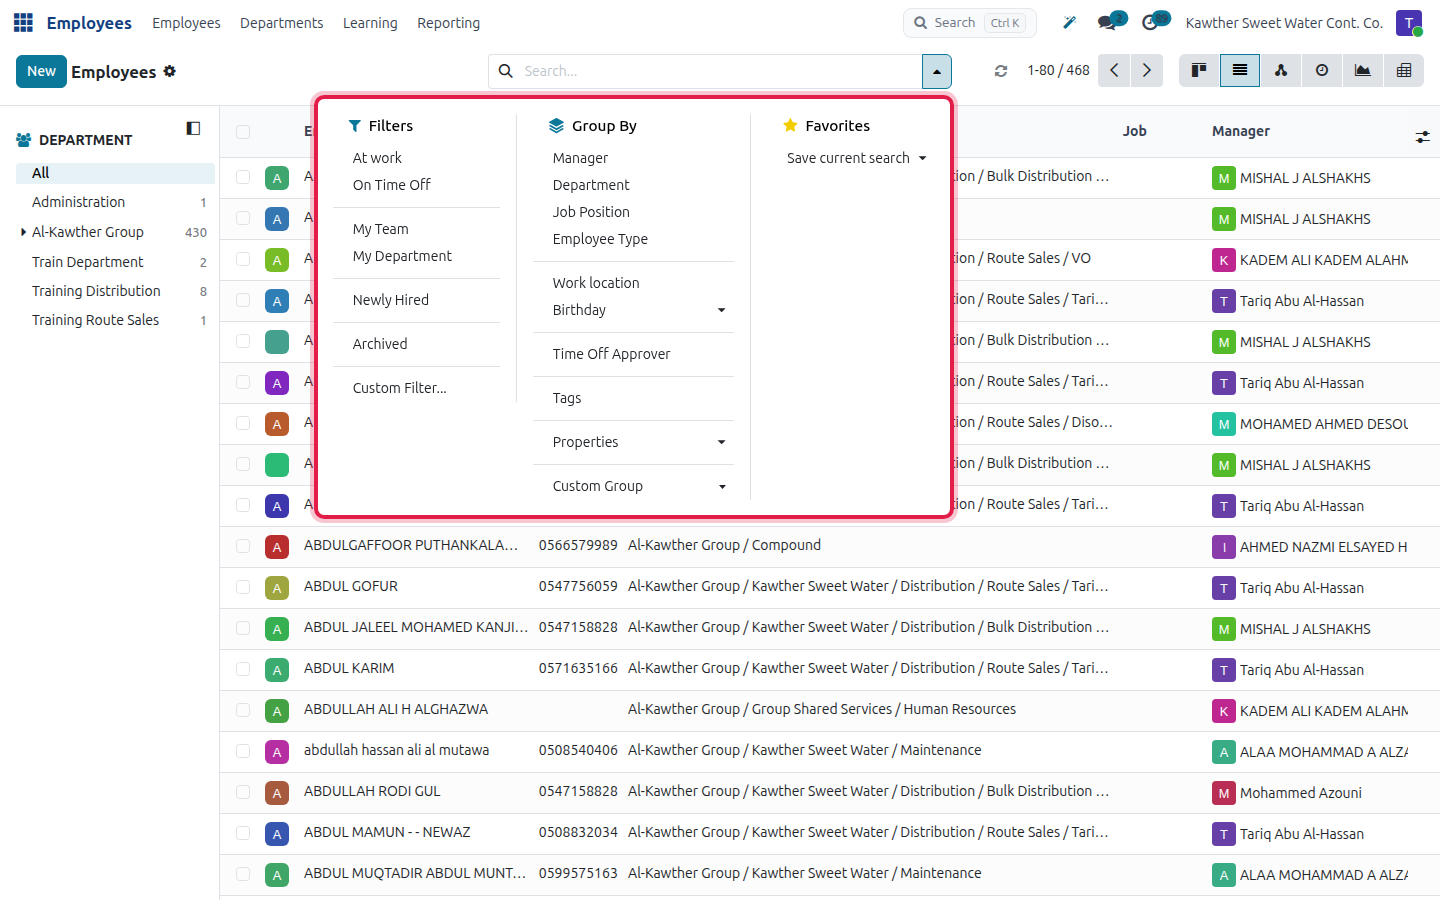 Employees Employees Departments Learning Reporting Search Ctrl K 2 Kawther Sweet Water Cont. Co. T
New Employees Search... 1-80 / 468
DEPARTMENT
All
Administration 1
Al-Kawther Group 430
Train Department 2
Training Distribution 8
Training Route Sales 1
Filters
At work
On Time Off
My Team
My Department
Newly Hired
Archived
Custom Filter...
Group By
Manager
Department
Job Position
Employee Type
Work location
Birthday
Time Off Approver
Tags
Properties
Custom Group
Favorites
Save current search
Job Manager
A A / Bulk Distribution ... M MISHAL J ALSHAKHS
A A M MISHAL J ALSHAKHS
A A / Route Sales / VO K KADEM ALI KADEM ALAHM
A A / Route Sales / Tari... T Tariq Abu Al-Hassan
A / Bulk Distribution ... M MISHAL J ALSHAKHS
A A / Route Sales / Tari... T Tariq Abu Al-Hassan
A A / Route Sales / Diso... M MOHAMED AHMED DESOU
A / Bulk Distribution ... M MISHAL J ALSHAKHS
A A / Route Sales / Tari... T Tariq Abu Al-Hassan
A ABDULGAFFOOR PUTHANKALA... 0566579989 Al-Kawther Group / Compound I AHMED NAZMI ELSAYED H
A ABDUL GOFUR 0547756059 Al-Kawther Group / Kawther Sweet Water / Distribution / Route Sales / Tari... T Tariq Abu Al-Hassan
A ABDUL JALEEL MOHAMED KANJI... 0547158828 Al-Kawther Group / Kawther Sweet Water / Distribution / Bulk Distribution ... M MISHAL J ALSHAKHS
A ABDUL KARIM 0571635166 Al-Kawther Group / Kawther Sweet Water / Distribution / Route Sales / Tari... T Tariq Abu Al-Hassan
A ABDULLAH ALI H ALGHAZWA Al-Kawther Group / Group Shared Services / Human Resources K KADEM ALI KADEM ALAHM
A abdullah hassan ali al mutawa 0508540406 Al-Kawther Group / Kawther Sweet Water / Maintenance A ALAA MOHAMMAD A ALZA
A ABDULLAH RODI GUL 0547158828 Al-Kawther Group / Kawther Sweet Water / Distribution / Bulk Distribution ... M Mohammed Azouni
A ABDUL MAMUN - - NEWAZ 0508832034 Al-Kawther Group / Kawther Sweet Water / Distribution / Route Sales / Tari... T Tariq Abu Al-Hassan
A ABDUL MUQTADIR ABDUL MUNT... 0599575163 Al-Kawther Group / Kawther Sweet Water / Maintenance A ALAA MOHAMMAD A ALZA